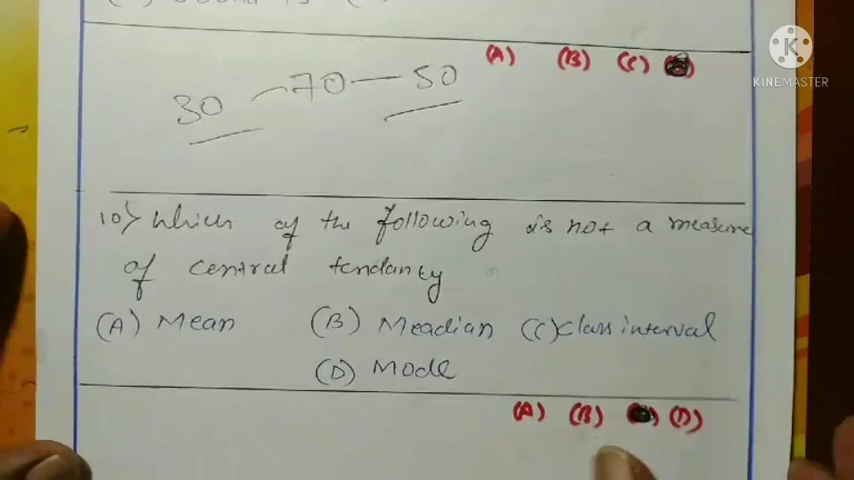 (A) (B) (C)
K
KINEMASTER
30 — 70 — 50
10) Which of the following is not a measure
of central tendanty
(A) Mean (B) Meadian (C) class interval
(D) Mode
(A) (B) (D)